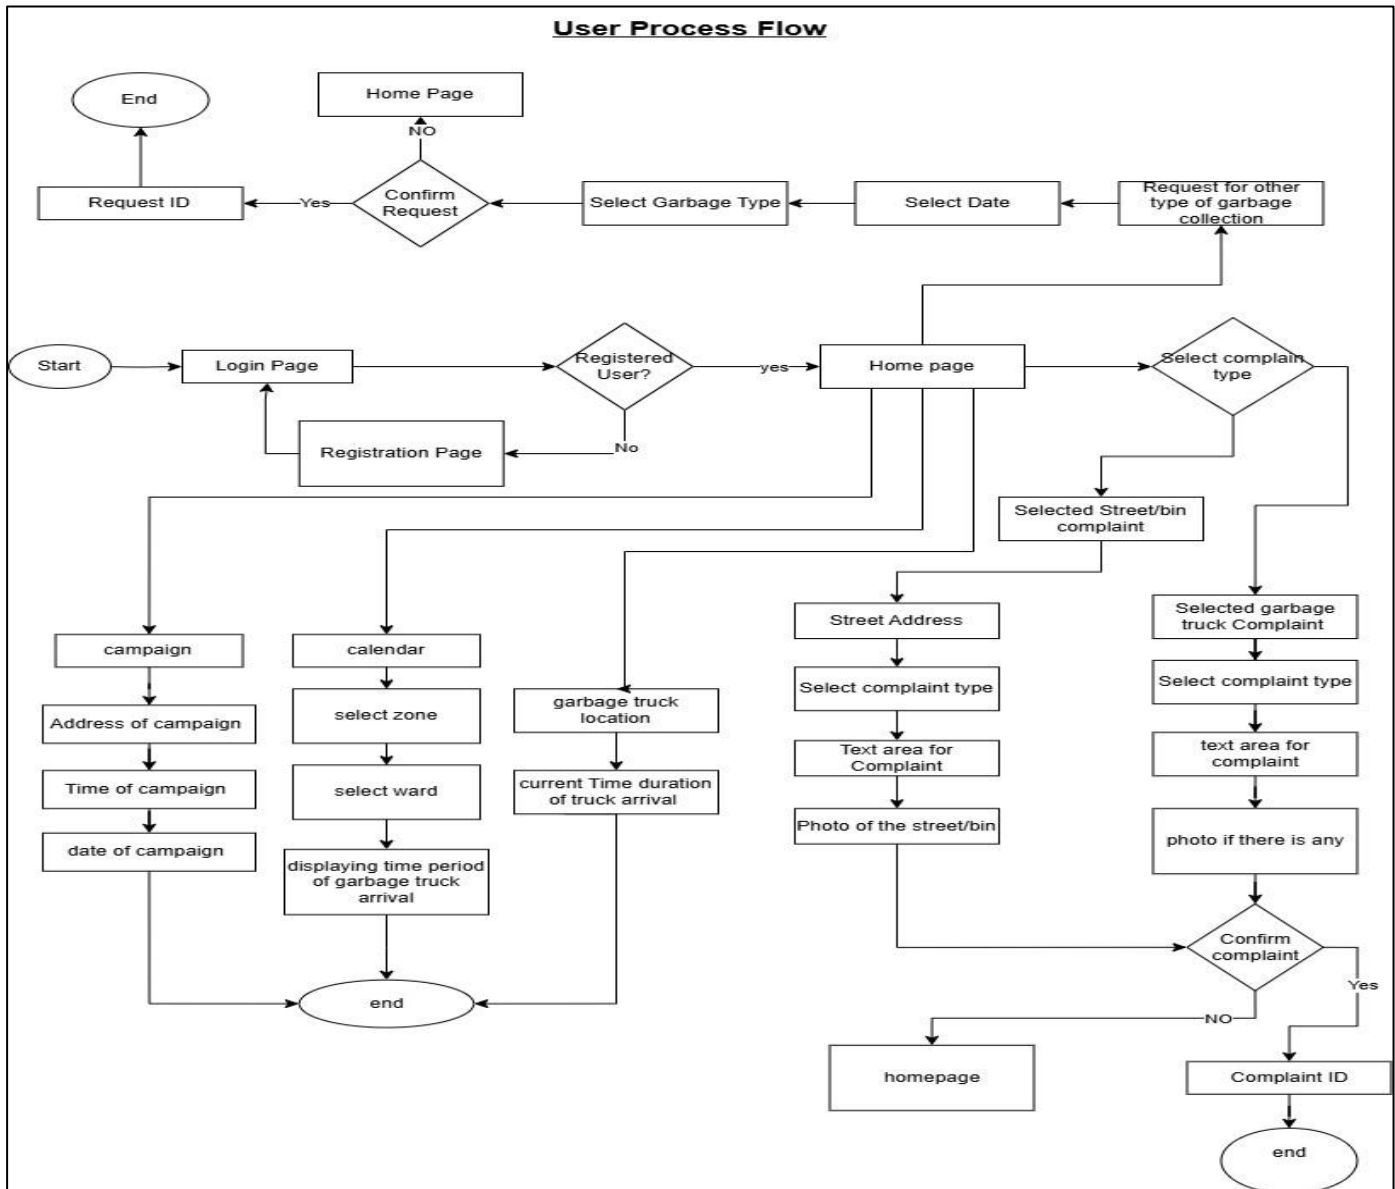 User Process Flow
End
Home Page
NO
Request ID
Yes
Confirm
Request
Select Garbage Type
Select Date
Request for other
type of garbage
collection
Start
Login Page
Registered
User?
yes
Home page
Select complain
type
Registration Page
No
Selected Street/bin
complaint
campaign
calendar
Street Address
Selected garbage
truck Complaint
Address of campaign
select zone
garbage truck
location
Select complaint type
Select complaint type
Time of campaign
select ward
current Time duration
of truck arrival
Text area for
Complaint
text area for
complaint
date of campaign
displaying time period
of garbage truck
arrival
Photo of the street/bin
photo if there is any
Confirm
complaint
Yes
end
NO
homepage
Complaint ID
end